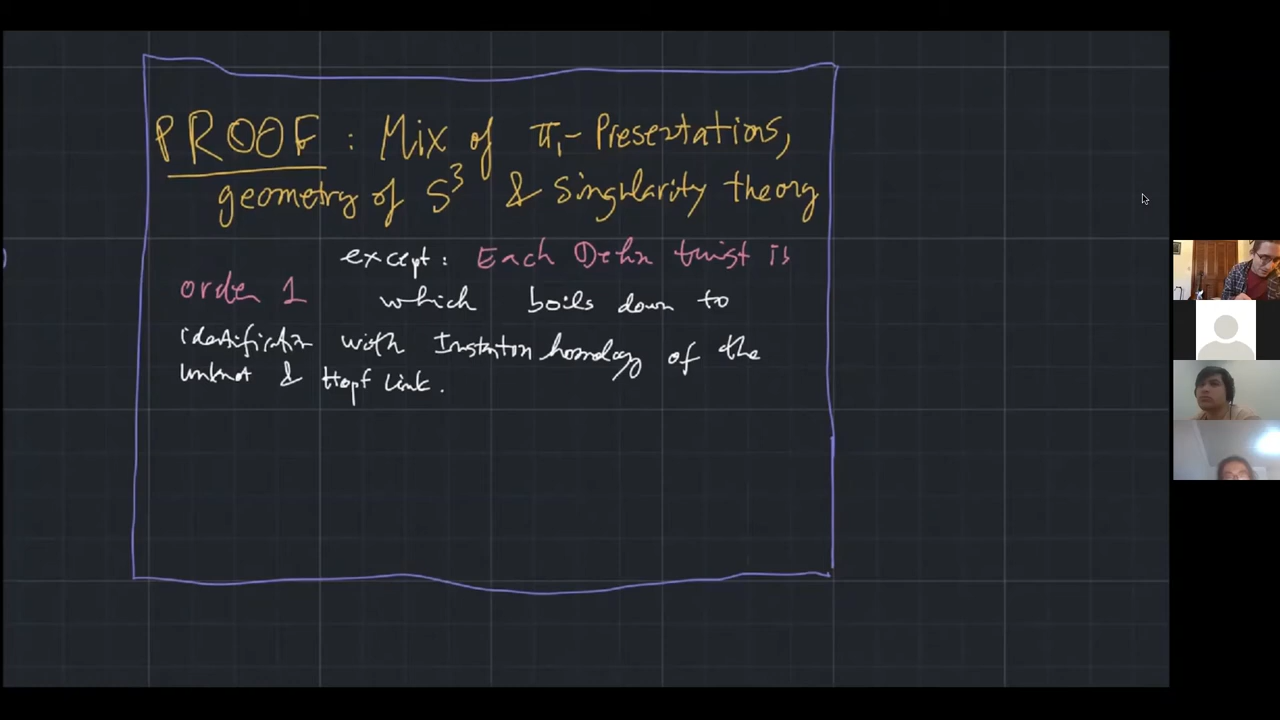 PROOF : Mix of π₁- Presentations,
geometry of S³ & Singularity theory
except : Each Dehn twist is
order 1 which boils down to
identification with Instanton homology of the
unknot & Hopf Link.